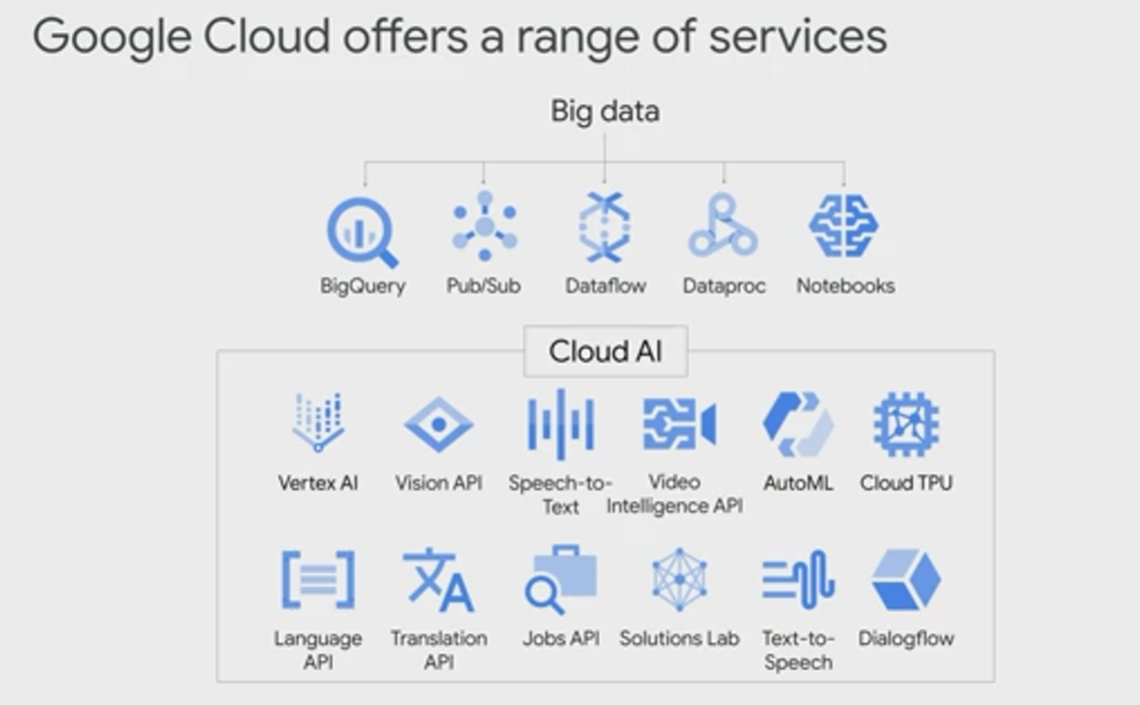 Google Cloud offers a range of services
Big data
BigQuery
Pub/Sub
Dataflow
Dataproc
Notebooks
Cloud AI
Vertex AI
Vision API
Speech-to-
Text
Video
Intelligence API
AutoML
Cloud TPU
Language
API
Translation
API
Jobs API
Solutions Lab
Text-to-
Speech
Dialogflow